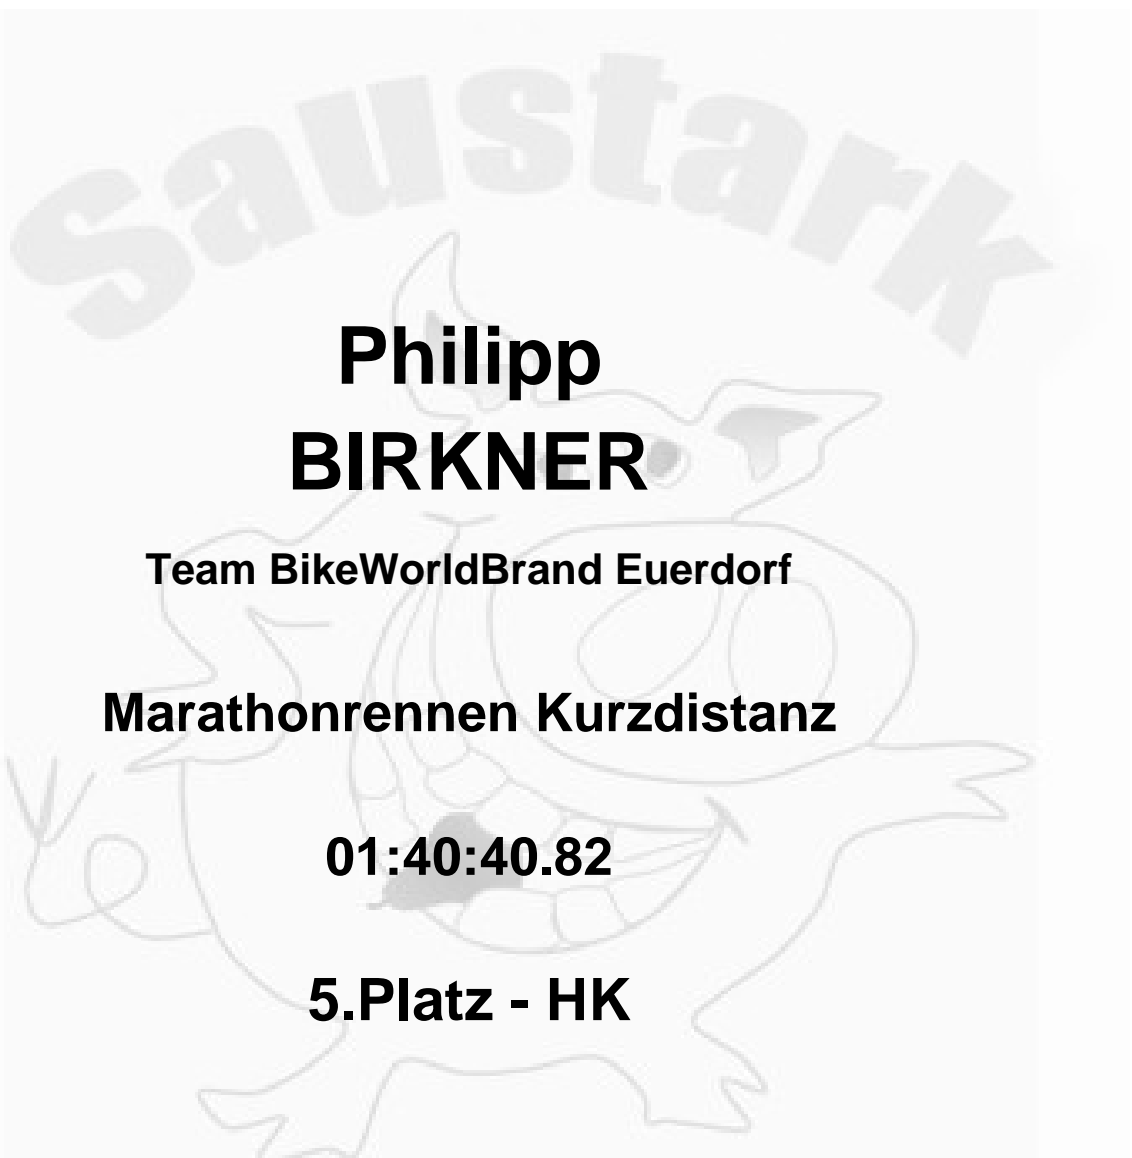 Saustark
Philipp
BIRKNER
Team BikeWorldBrand Euerdorf
Marathonrennen Kurzdistanz
01:40:40.82
5.Platz - HK